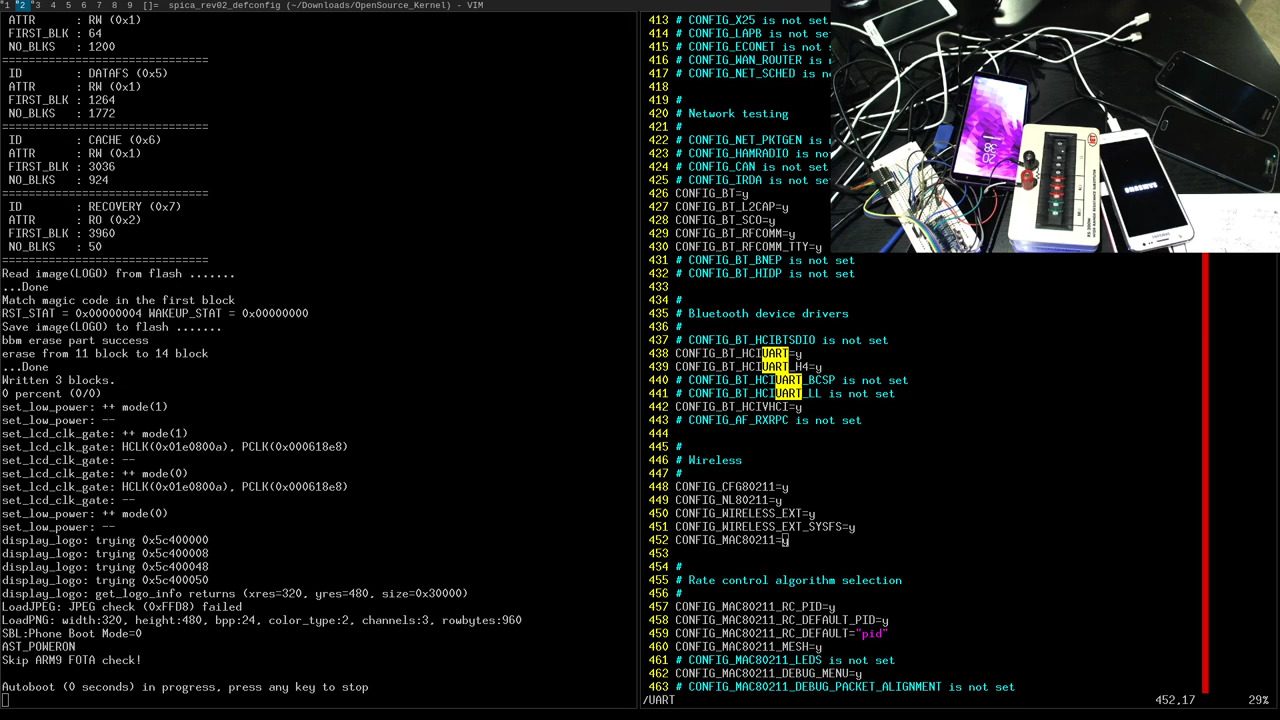 1 2 3 4 5 6 7 8 9 []= spica_rev02_defconfig (~/Downloads/OpenSource_Kernel) - VIM
ATTR : RW (0x1)
FIRST_BLK : 64
NO_BLKS : 1200
===============================
ID : DATAFS (0x5)
ATTR : RW (0x1)
FIRST_BLK : 1264
NO_BLKS : 1772
===============================
ID : CACHE (0x6)
ATTR : RW (0x1)
FIRST_BLK : 3036
NO_BLKS : 924
===============================
ID : RECOVERY (0x7)
ATTR : RO (0x2)
FIRST_BLK : 3960
NO_BLKS : 50
===============================
Read image(LOGO) from flash .......
...Done
Match magic code in the first block
RST_STAT = 0x00000004 WAKEUP_STAT = 0x00000000
Save image(LOGO) to flash .......
bbm erase part success
erase from 11 block to 14 block
...Done
Written 3 blocks.
0 percent (0/0)
set_low_power: ++ mode(1)
set_low_power: --
set_lcd_clk_gate: ++ mode(1)
set_lcd_clk_gate: HCLK(0x01e0800a), PCLK(0x000618e8)
set_lcd_clk_gate: --
set_lcd_clk_gate: ++ mode(0)
set_lcd_clk_gate: HCLK(0x01e0800a), PCLK(0x000618e8)
set_lcd_clk_gate: --
set_low_power: ++ mode(0)
set_low_power: --
display_logo: trying 0x5c400000
display_logo: trying 0x5c400008
display_logo: trying 0x5c400048
display_logo: trying 0x5c400050
display_logo: get_logo_info returns (xres=320, yres=480, size=0x30000)
LoadJPEG: JPEG check (0xFFD8) failed
LoadPNG: width:320, height:480, bpp:24, color_type:2, channels:3, rowbytes:960
SBL:Phone Boot Mode=0
AST_POWERON
Skip ARM9 FOTA check!
Autoboot (0 seconds) in progress, press any key to stop
413 # CONFIG_X25 is not set
414 # CONFIG_LAPB is not set
415 # CONFIG_ECONET is not
416 # CONFIG_WAN_ROUTER is
417 # CONFIG_NET_SCHED is n
418
419 #
420 # Network testing
421 #
422 # CONFIG_NET_PKTGEN is
423 # CONFIG_HAMRADIO is no
424 # CONFIG_CAN is not set
425 # CONFIG_IRDA is not set
426 CONFIG_BT=y
427 CONFIG_BT_L2CAP=y
428 CONFIG_BT_SCO=y
429 CONFIG_BT_RFCOMM=y
430 CONFIG_BT_RFCOMM_TTY=y
431 # CONFIG_BT_BNEP is not set
432 # CONFIG_BT_HIDP is not set
433
434 #
435 # Bluetooth device drivers
436 #
437 # CONFIG_BT_HCIBTSDIO is not set
438 CONFIG_BT_HCIUART=y
439 CONFIG_BT_HCIUART_H4=y
440 # CONFIG_BT_HCIUART_BCSP is not set
441 # CONFIG_BT_HCIUART_LL is not set
442 CONFIG_BT_HCIVHCI=y
443 # CONFIG_AF_RXRPC is not set
444
445 #
446 # Wireless
447 #
448 CONFIG_CFG80211=y
449 CONFIG_NL80211=y
450 CONFIG_WIRELESS_EXT=y
451 CONFIG_WIRELESS_EXT_SYSFS=y
452 CONFIG_MAC80211=y
453
454 #
455 # Rate control algorithm selection
456 #
457 CONFIG_MAC80211_RC_PID=y
458 CONFIG_MAC80211_RC_DEFAULT_PID=y
459 CONFIG_MAC80211_RC_DEFAULT="pid"
460 CONFIG_MAC80211_MESH=y
461 # CONFIG_MAC80211_LEDS is not set
462 CONFIG_MAC80211_DEBUG_MENU=y
463 # CONFIG_MAC80211_DEBUG_PACKET_ALIGNMENT is not set
/UART 452,17 29%
20
38
SAMSUNG